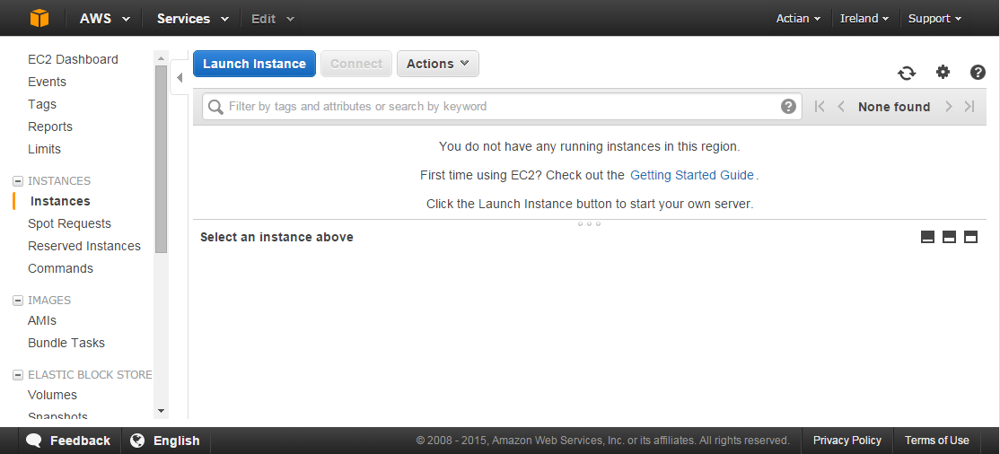 AWS Services Edit Actian Ireland Support
EC2 Dashboard
Events
Tags
Reports
Limits
INSTANCES
Instances
Spot Requests
Reserved Instances
Commands
IMAGES
AMIs
Bundle Tasks
ELASTIC BLOCK STORE
Volumes
Snapshots
Launch Instance Connect Actions
Filter by tags and attributes or search by keyword
None found
You do not have any running instances in this region.
First time using EC2? Check out the Getting Started Guide.
Click the Launch Instance button to start your own server.
Select an instance above
Feedback English © 2008 - 2015, Amazon Web Services, Inc. or its affiliates. All rights reserved. Privacy Policy Terms of Use